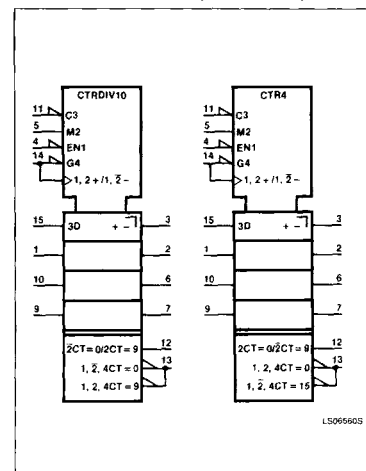 CTRDIV10
11 C3
5 M2
4 EN1
14 G4
1, 2+/1, 2̅−
15 3D + − 3
1 2
10 6
9 7
2̅CT=0/2CT=9 12
1, 2̅, 4CT=0 13
1, 2, 4CT=9
CTR4
11 C3
5 M2
4 EN1
14 G4
1, 2+/1, 2̅−
15 3D + − 3
1 2
10 6
9 7
2CT=0/2̅CT=9 12
1, 2̅, 4CT=0 13
1, 2, 4CT=15
LS06560S